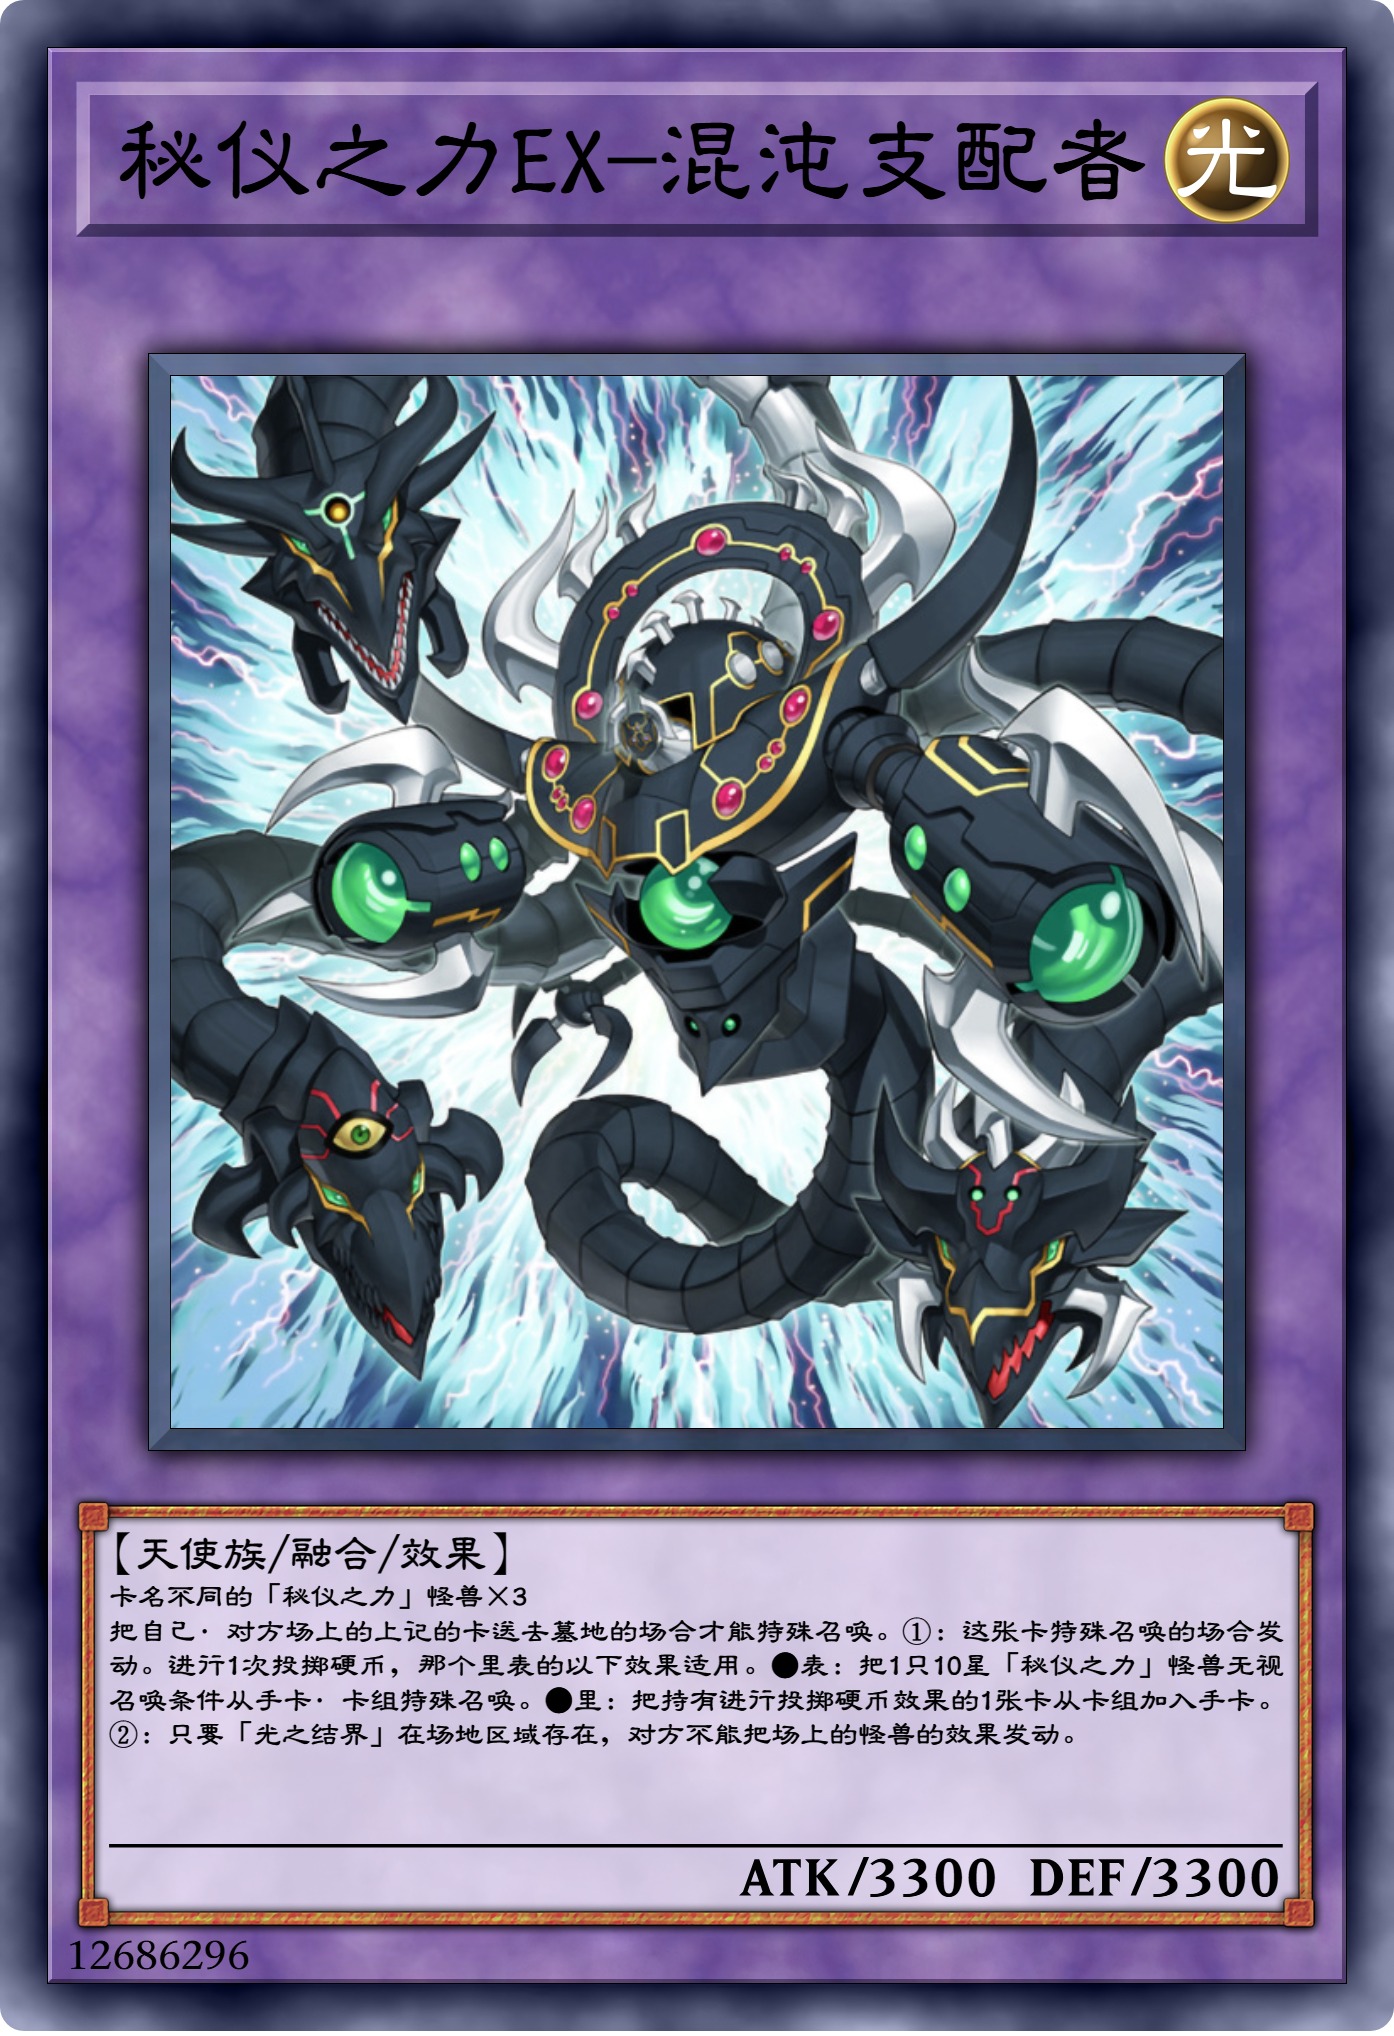 秘仪之力EX-混沌支配者 光
【天使族/融合/效果】
卡名不同的「秘仪之力」怪兽×3
把自己·对方场上的上记的卡送去墓地的场合才能特殊召唤。①：这张卡特殊召唤的场合发
动。进行1次投掷硬币，那个里表的以下效果适用。●表：把1只10星「秘仪之力」怪兽无视
召唤条件从手卡·卡组特殊召唤。●里：把持有进行投掷硬币效果的1张卡从卡组加入手卡。
②：只要「光之结界」在场地区域存在，对方不能把场上的怪兽的效果发动。
ATK/3300 DEF/3300
12686296